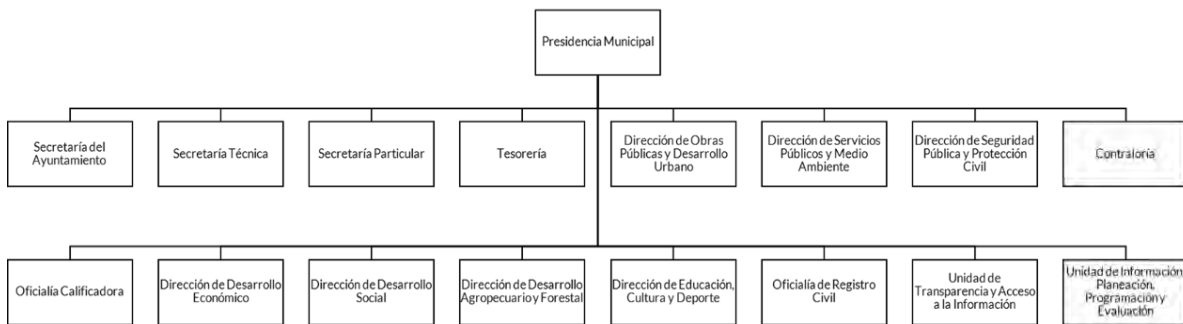 Presidencia Municipal
Secretaría del
Ayuntamiento
Secretaría Técnica
Secretaría Particular
Tesorería
Dirección de Obras
Públicas y Desarrollo
Urbano
Dirección de Servicios
Públicos y Medio
Ambiente
Dirección de Seguridad
Pública y Protección
Civil
Contraloría
Oficialía Calificadora
Dirección de Desarrollo
Económico
Dirección de Desarrollo
Social
Dirección de Desarrollo
Agropecuario y Forestal
Dirección de Educación,
Cultura y Deporte
Oficialía de Registro
Civil
Unidad de
Transparencia y Acceso
a la Información
Unidad de Información,
Planeación,
Programación y
Evaluación